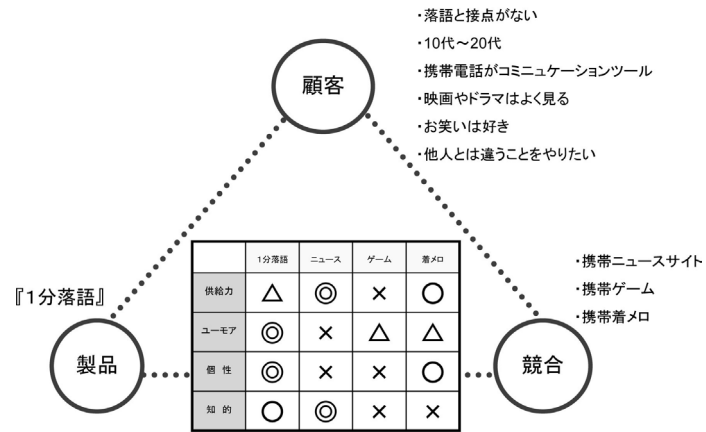 ・落語と接点がない
・10代～20代
・携帯電話がコミニュケーションツール
・映画やドラマはよく見る
・お笑いは好き
・他人とは違うことをやりたい
顧客
『1分落語』
製品
1分落語 ニュース ゲーム 着メロ
供給力 △ ◎ × ○
ユーモア ◎ × △ △
個 性 ◎ × × ○
知 的 ○ ◎ × ×
・携帯ニュースサイト
・携帯ゲーム
・携帯着メロ
競合